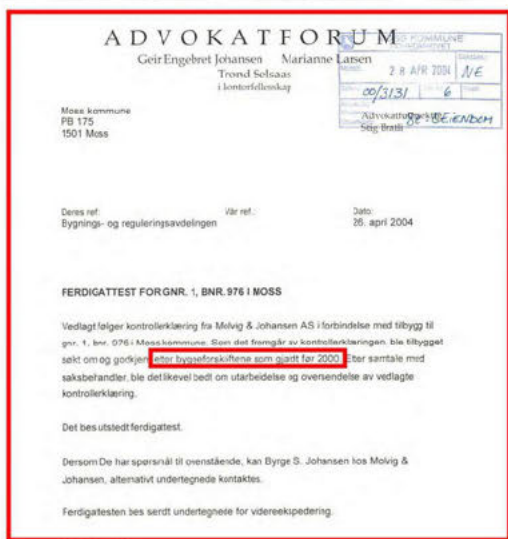 ADVOKATFORUM
Geir Engebret Johansen Marianne Larsen
Trond Selsaas
i kontorfellesskap
MOSS KOMMUNE
28 APR 2004 NE
00/3131 6
Advokatfullmektig
Stig Bratli
BE: EIENDOM
Moss kommune
PB 175
1501 Moss
Deres ref: Vår ref.: Dato:
Bygnings- og reguleringsavdelingen 26. april 2004
FERDIGATTEST FOR GNR. 1, BNR. 976 I MOSS
Vedlagt følger kontrollerklæring fra Melvig & Johansen AS i forbindelse med tilbygg til
gnr. 1, bnr. 976 i Moss kommune. Som det fremgår av kontrollerklæringen, ble tilbygget
søkt om og godkjent etter byggeforskriftene som gjaldt før 2000. Etter samtale med
saksbehandler, ble det likevel bedt om utarbeidelse og oversendelse av vedlagte
kontrollerklæring.
Det bes utstedt ferdigattest.
Dersom De har spørsmål til ovenstående, kan Byrge S. Johansen hos Molvig &
Johansen, alternativt undertegnede kontaktes.
Ferdigatesten bes sendt undertegnede for videreekspedering.